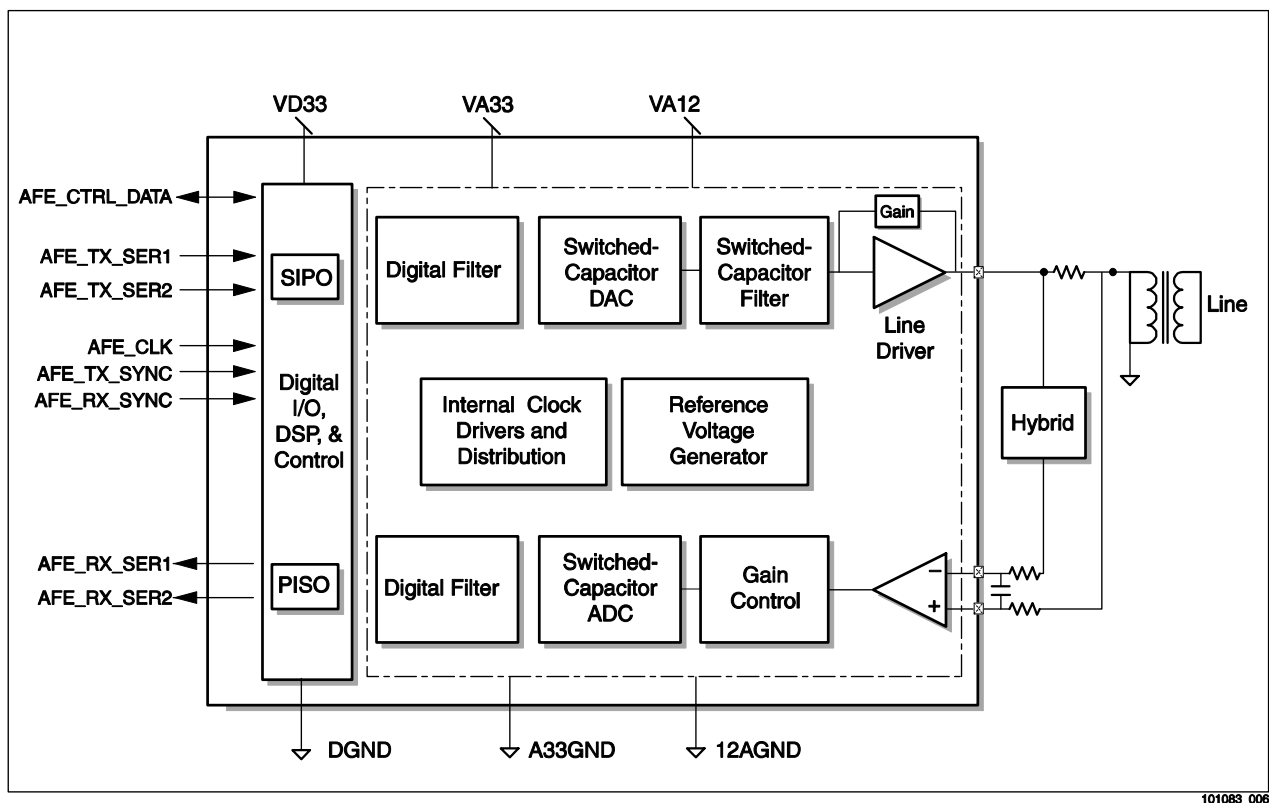 VD33
VA33
VA12
AFE_CTRL_DATA
AFE_TX_SER1
AFE_TX_SER2
AFE_CLK
AFE_TX_SYNC
AFE_RX_SYNC
AFE_RX_SER1
AFE_RX_SER2
SIPO
Digital
I/O,
DSP, &
Control
PISO
Digital Filter
Switched-
Capacitor
DAC
Switched-
Capacitor
Filter
Gain
Line
Driver
Line
Internal Clock
Drivers and
Distribution
Reference
Voltage
Generator
Hybrid
Digital Filter
Switched-
Capacitor
ADC
Gain
Control
−
+
DGND
A33GND
12AGND
101083_006